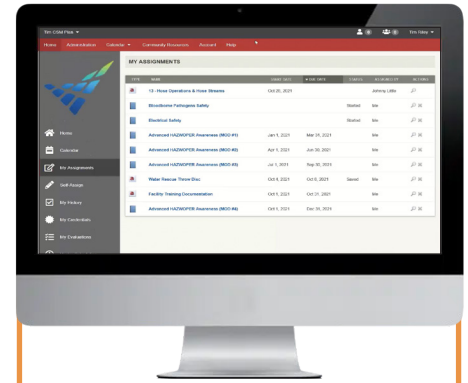 Tim CSM Plus
0
0
Tim Riley
Home Administration Calendar Community Resources Account Help
MY ASSIGNMENTS
TYPE NAME START DATE DUE DATE STATUS ASSIGNED BY ACTIONS
13 - Hose Operations & Hose Streams Oct 20, 2021 Johnny Little
Bloodborne Pathogens Safety Started Me
Electrical Safety Started Me
Advanced HAZWOPER Awareness (MOD #1) Jan 1, 2021 Mar 31, 2021 Me
Advanced HAZWOPER Awareness (MOD #2) Apr 1, 2021 Jun 30, 2021 Me
Advanced HAZWOPER Awareness (MOD #3) Jul 1, 2021 Sep 30, 2021 Me
Water Rescue Throw Disc Oct 4, 2021 Oct 8, 2021 Saved Me
Facility Training Documentation Oct 1, 2021 Oct 31, 2021 Me
Advanced HAZWOPER Awareness (MOD #4) Oct 1, 2021 Dec 31, 2021 Me
Home
Calendar
My Assignments
Self-Assign
My History
My Credentials
My Evaluations